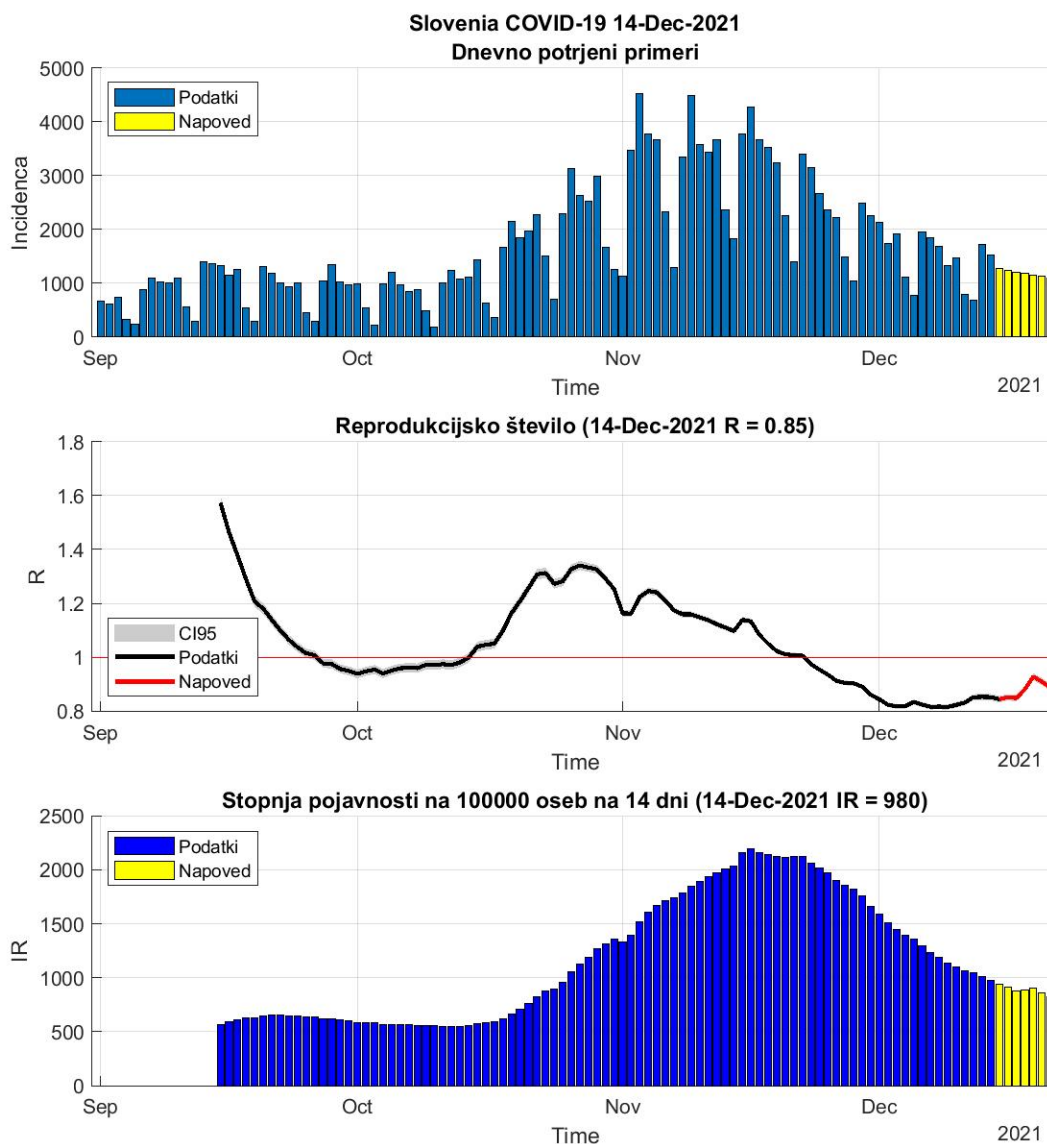 Slovenia COVID-19 14-Dec-2021
Dnevno potrjeni primeri
5000
4000
3000
2000
1000
0
Incidenca
Podatki
Napoved
Sep
Oct
Nov
Dec
Time
2021
Reprodukcijsko število (14-Dec-2021 R = 0.85)
1.8
1.6
1.4
1.2
1
0.8
R
CI95
Podatki
Napoved
Sep
Oct
Nov
Dec
Time
2021
Stopnja pojavnosti na 100000 oseb na 14 dni (14-Dec-2021 IR = 980)
2500
2000
1500
1000
500
0
IR
Podatki
Napoved
Sep
Oct
Nov
Dec
Time
2021